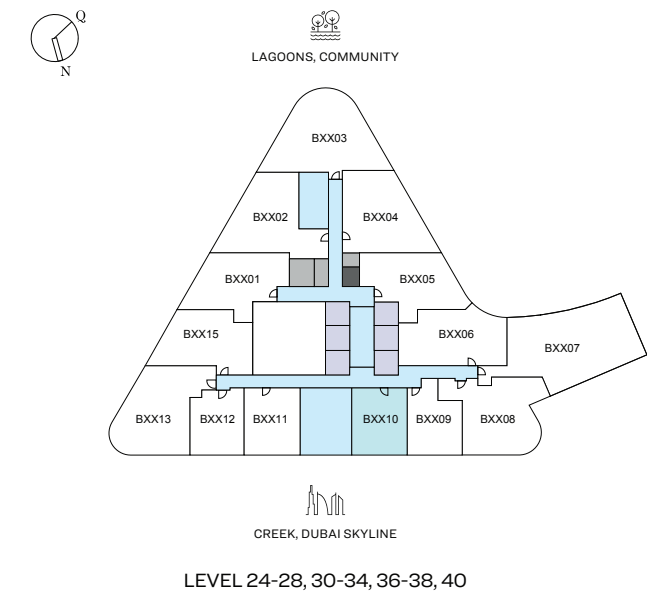 Q
N
LAGOONS, COMMUNITY
BXX03
BXX02
BXX04
BXX01
BXX05
BXX15
BXX06
BXX07
BXX13
BXX12
BXX11
BXX10
BXX09
BXX08
CREEK, DUBAI SKYLINE
LEVEL 24-28, 30-34, 36-38, 40